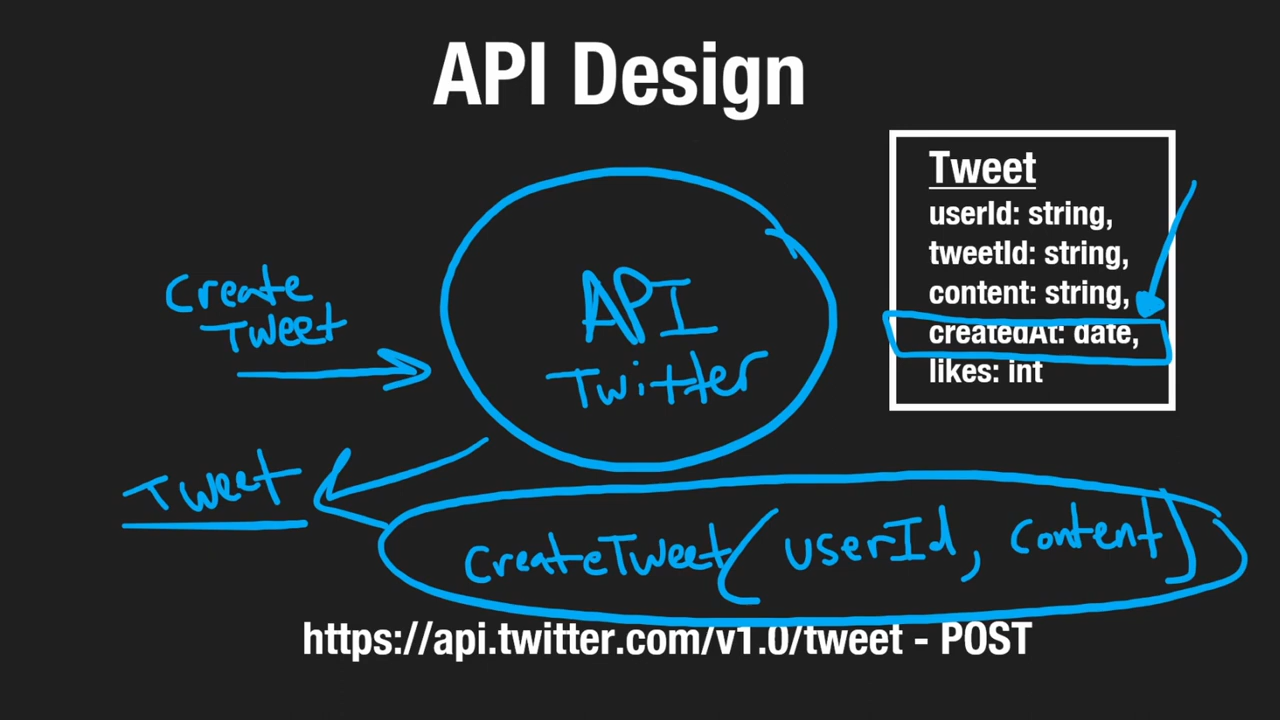 API Design
Tweet
userId: string,
tweetId: string,
content: string,
createdAt: date,
likes: int
Create
Tweet
API
Twitter
Tweet
createTweet(userId, content)
https://api.twitter.com/v1.0/tweet - POST